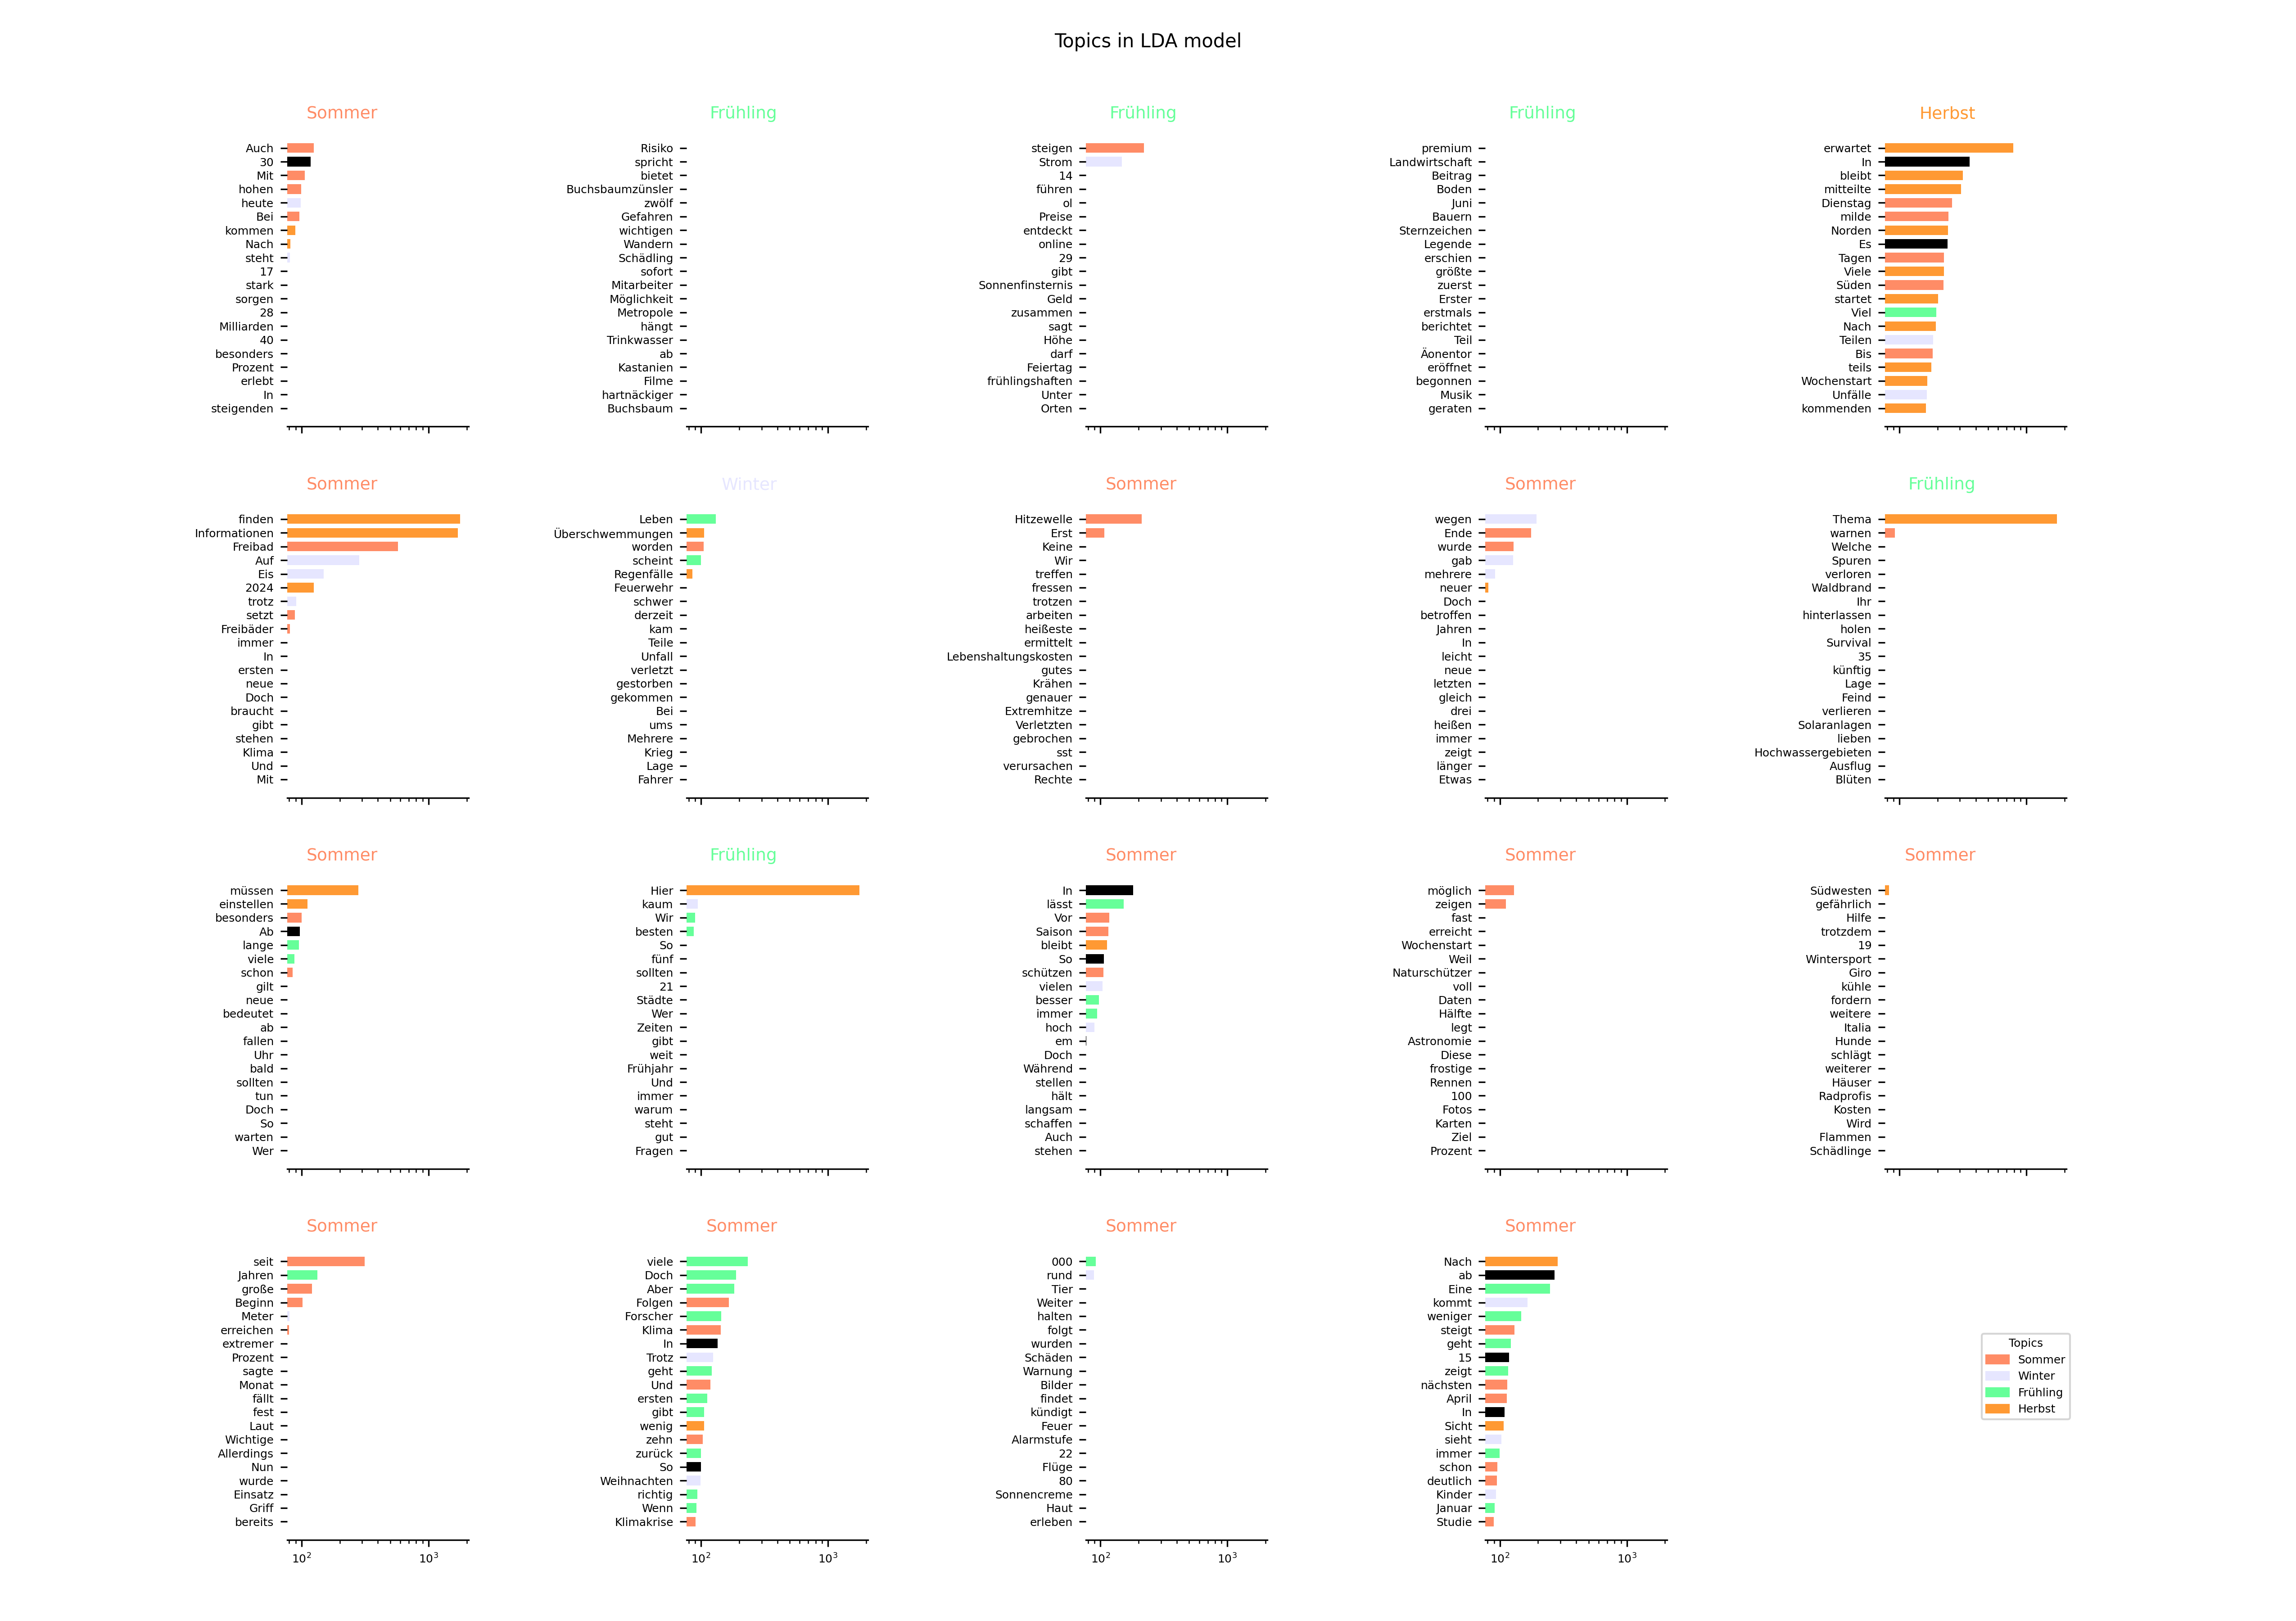 Topics in LDA model
Sommer
Auch
30
Mit
hohen
heute
Bei
kommen
Nach
steht
17
stark
sorgen
28
Milliarden
40
besonders
Prozent
erlebt
In
steigenden
Frühling
Risiko
spricht
bietet
Buchsbaumzünsler
zwölf
Gefahren
wichtigen
Wandern
Schädling
sofort
Mitarbeiter
Möglichkeit
Metropole
hängt
Trinkwasser
ab
Kastanien
Filme
hartnäckiger
Buchsbaum
Frühling
steigen
Strom
14
führen
ol
Preise
entdeckt
online
29
gibt
Sonnenfinsternis
Geld
zusammen
sagt
Höhe
darf
Feiertag
frühlingshaften
Unter
Orten
Frühling
premium
Landwirtschaft
Beitrag
Boden
Juni
Bauern
Sternzeichen
Legende
erschien
größte
zuerst
Erster
erstmals
berichtet
Teil
Äonentor
eröffnet
begonnen
Musik
geraten
Herbst
erwartet
In
bleibt
mitteilte
Dienstag
milde
Norden
Es
Tagen
Viele
Süden
startet
Viel
Nach
Teilen
Bis
teils
Wochenstart
Unfälle
kommenden
Sommer
finden
Informationen
Freibad
Auf
Eis
2024
trotz
setzt
Freibäder
immer
In
ersten
neue
Doch
braucht
gibt
stehen
Klima
Und
Mit
Winter
Leben
Überschwemmungen
worden
scheint
Regenfälle
Feuerwehr
schwer
derzeit
kam
Teile
Unfall
verletzt
gestorben
gekommen
Bei
ums
Mehrere
Krieg
Lage
Fahrer
Sommer
Hitzewelle
Erst
Keine
Wir
treffen
fressen
trotzen
arbeiten
heißeste
ermittelt
Lebenshaltungskosten
gutes
Krähen
genauer
Extremhitze
Verletzten
gebrochen
sst
verursachen
Rechte
Sommer
wegen
Ende
wurde
gab
mehrere
neuer
Doch
betroffen
Jahren
In
leicht
neue
letzten
gleich
drei
heißen
immer
zeigt
länger
Etwas
Frühling
Thema
warnen
Welche
Spuren
verloren
Waldbrand
Ihr
hinterlassen
holen
Survival
35
künftig
Lage
Feind
verlieren
Solaranlagen
lieben
Hochwassergebieten
Ausflug
Blüten
Sommer
müssen
einstellen
besonders
Ab
lange
viele
schon
gilt
neue
bedeutet
ab
fallen
Uhr
bald
sollten
tun
Doch
So
warten
Wer
Frühling
Hier
kaum
Wir
besten
So
fünf
sollten
21
Städte
Wer
Zeiten
gibt
weit
Frühjahr
Und
immer
warum
steht
gut
Fragen
Sommer
In
lässt
Vor
Saison
bleibt
So
schützen
vielen
besser
immer
hoch
em
Doch
Während
stellen
hält
langsam
schaffen
Auch
stehen
Sommer
möglich
zeigen
fast
erreicht
Wochenstart
Weil
Naturschützer
voll
Daten
Hälfte
legt
Astronomie
Diese
frostige
Rennen
100
Fotos
Karten
Ziel
Prozent
Sommer
Südwesten
gefährlich
Hilfe
trotzdem
19
Wintersport
Giro
kühle
fordern
weitere
Italia
Hunde
schlägt
weiterer
Häuser
Radprofis
Kosten
Wird
Flammen
Schädlinge
Sommer
seit
Jahren
große
Beginn
Meter
erreichen
extremer
Prozent
sagte
Monat
fällt
fest
Laut
Wichtige
Allerdings
Nun
wurde
Einsatz
Griff
bereits
10² 10³
Sommer
viele
Doch
Aber
Folgen
Forscher
Klima
In
Trotz
geht
Und
ersten
gibt
wenig
zehn
zurück
So
Weihnachten
richtig
Wenn
Klimakrise
10² 10³
Sommer
000
rund
Tier
Weiter
halten
folgt
wurden
Schäden
Warnung
Bilder
findet
kündigt
Feuer
Alarmstufe
22
Flüge
80
Sonnencreme
Haut
erleben
10² 10³
Sommer
Nach
ab
Eine
kommt
weniger
steigt
geht
15
zeigt
nächsten
April
In
Sicht
sieht
immer
schon
deutlich
Kinder
Januar
Studie
10² 10³
Topics
Sommer
Winter
Frühling
Herbst